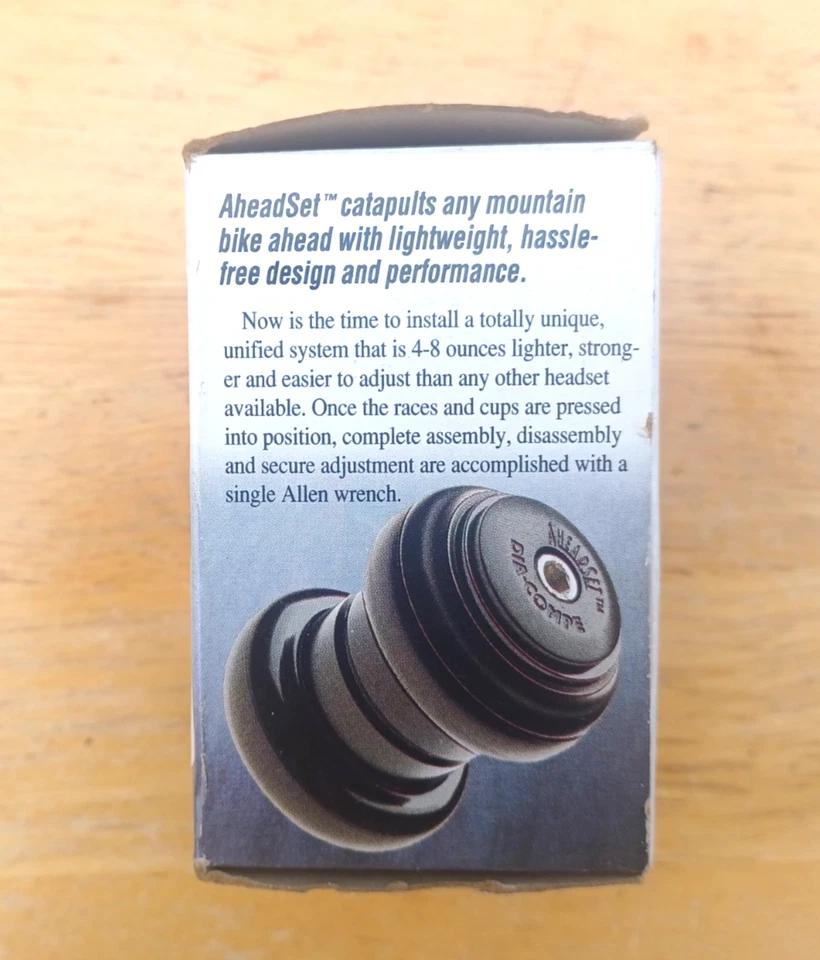 AheadSet™ catapults any mountain
bike ahead with lightweight, hassle-
free design and performance.
Now is the time to install a totally unique,
unified system that is 4-8 ounces lighter, strong-
er and easier to adjust than any other headset
available. Once the races and cups are pressed
into position, complete assembly, disassembly
and secure adjustment are accomplished with a
single Allen wrench.
AHEADSET™
DIA-COMPE